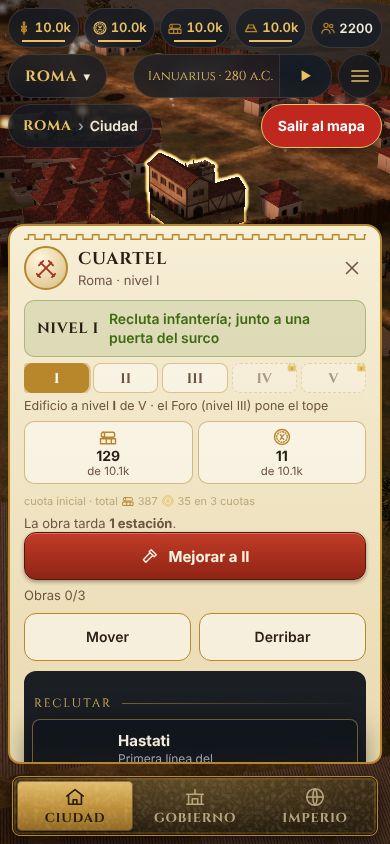 10.0k 10.0k 10.0k 10.0k 2200
ROMA ▾ IANUARIUS · 280 A.C.
ROMA › Ciudad Salir al mapa
CUARTEL
Roma · nivel I
NIVEL I Recluta infantería; junto a una
puerta del surco
I II III IV V
Edificio a nivel I de V · el Foro (nivel III) pone el tope
129 11
de 10.1k de 10.1k
cuota inicial · total 387 35 en 3 cuotas
La obra tarda 1 estación.
Mejorar a II
Obras 0/3
Mover Derribar
RECLUTAR
Hastati
Primera línea del
CIUDAD GOBIERNO IMPERIO